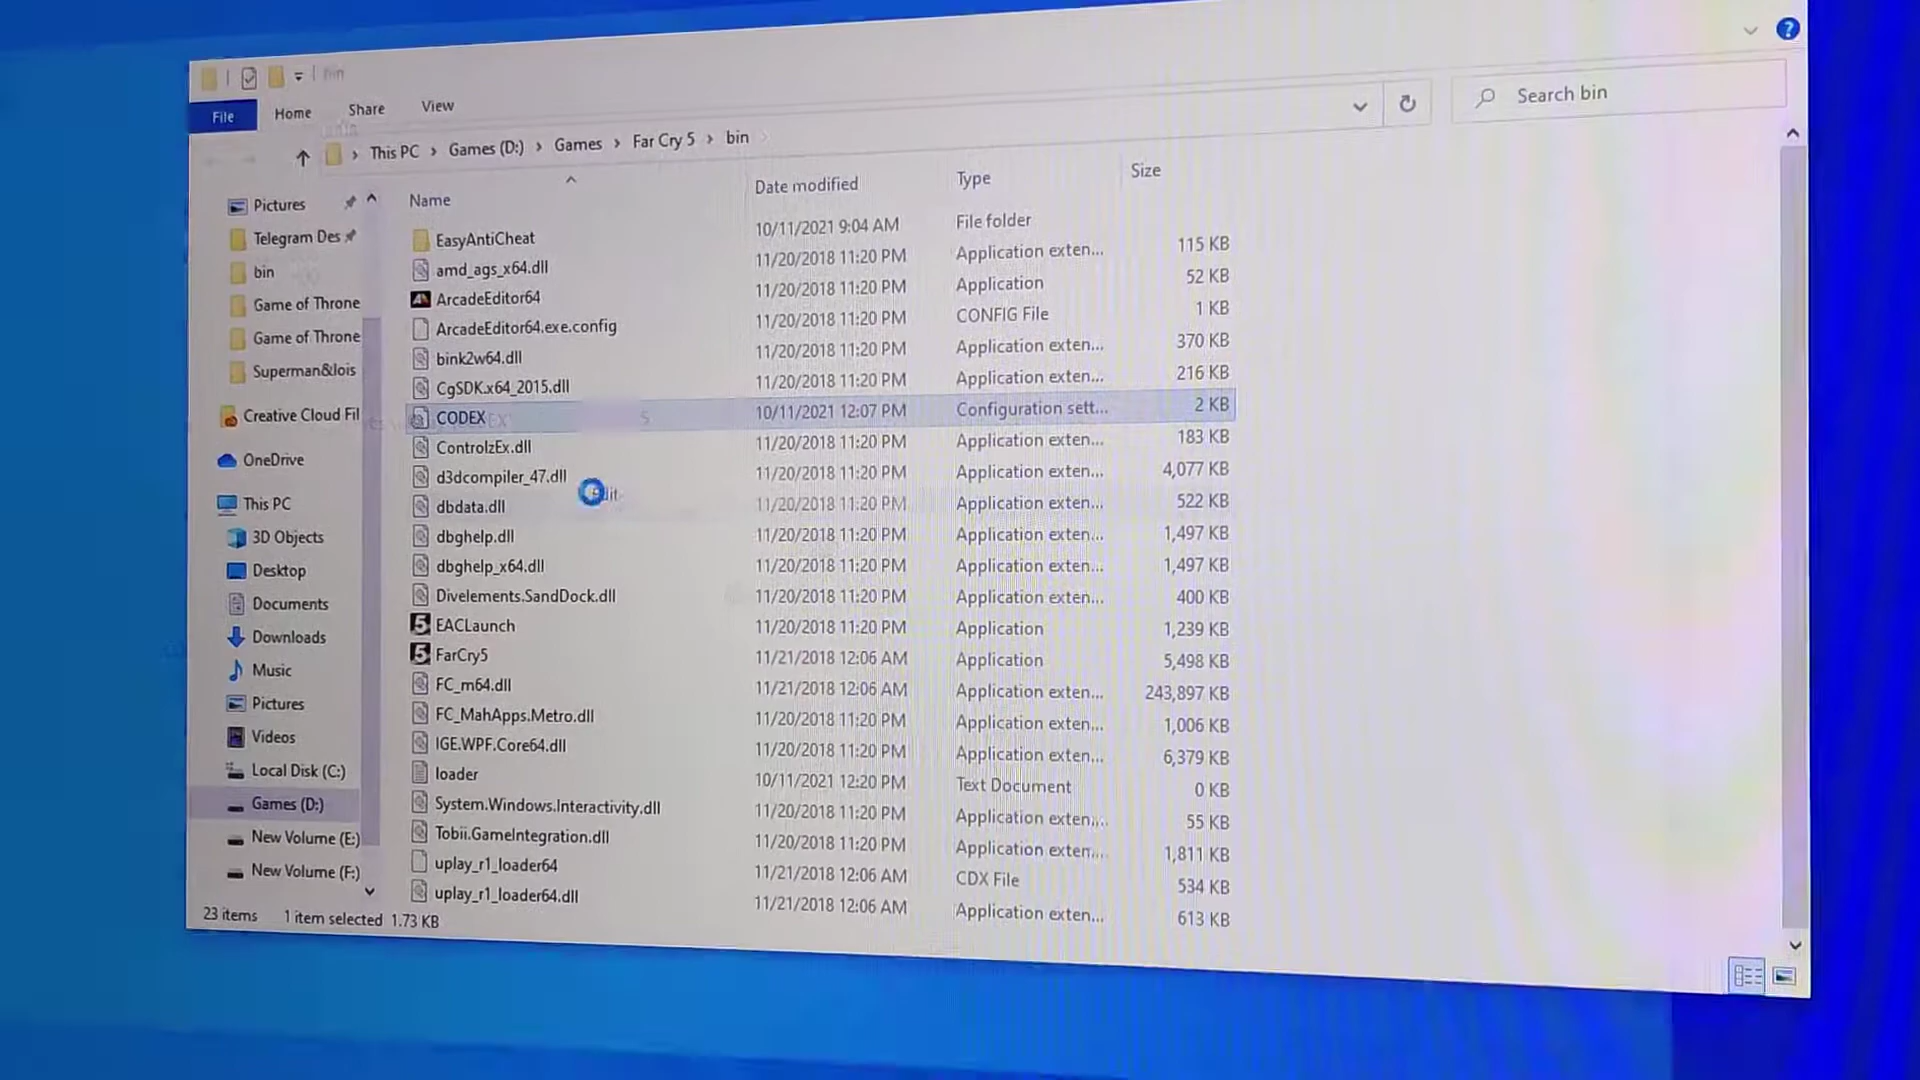 bin
File Home Share View
This PC > Games (D:) > Games > Far Cry 5 > bin
Search bin
Name Date modified Type Size
Pictures
Telegram Des
bin
Game of Throne
Game of Throne
Superman&lois
Creative Cloud Fil
OneDrive
This PC
3D Objects
Desktop
Documents
Downloads
Music
Pictures
Videos
Local Disk (C:)
Games (D:)
New Volume (E:)
New Volume (F:)
EasyAntiCheat 10/11/2021 9:04 AM File folder
amd_ags_x64.dll 11/20/2018 11:20 PM Application exten... 115 KB
ArcadeEditor64 11/20/2018 11:20 PM Application 52 KB
ArcadeEditor64.exe.config 11/20/2018 11:20 PM CONFIG File 1 KB
bink2w64.dll 11/20/2018 11:20 PM Application exten... 370 KB
CgSDK.x64_2015.dll 11/20/2018 11:20 PM Application exten... 216 KB
CODEX 10/11/2021 12:07 PM Configuration sett... 2 KB
ControlzEx.dll 11/20/2018 11:20 PM Application exten... 183 KB
d3dcompiler_47.dll 11/20/2018 11:20 PM Application exten... 4,077 KB
dbdata.dll 11/20/2018 11:20 PM Application exten... 522 KB
dbghelp.dll 11/20/2018 11:20 PM Application exten... 1,497 KB
dbghelp_x64.dll 11/20/2018 11:20 PM Application exten... 1,497 KB
Divelements.SandDock.dll 11/20/2018 11:20 PM Application exten... 400 KB
EACLaunch 11/20/2018 11:20 PM Application 1,239 KB
FarCry5 11/21/2018 12:06 AM Application 5,498 KB
FC_m64.dll 11/21/2018 12:06 AM Application exten... 243,897 KB
FC_MahApps.Metro.dll 11/20/2018 11:20 PM Application exten... 1,006 KB
IGE.WPF.Core64.dll 11/20/2018 11:20 PM Application exten... 6,379 KB
loader 10/11/2021 12:20 PM Text Document 0 KB
System.Windows.Interactivity.dll 11/20/2018 11:20 PM Application exten... 55 KB
Tobii.GameIntegration.dll 11/20/2018 11:20 PM Application exten... 1,811 KB
uplay_r1_loader64 11/21/2018 12:06 AM CDX File 534 KB
uplay_r1_loader64.dll 11/21/2018 12:06 AM Application exten... 613 KB
23 items 1 item selected 1.73 KB